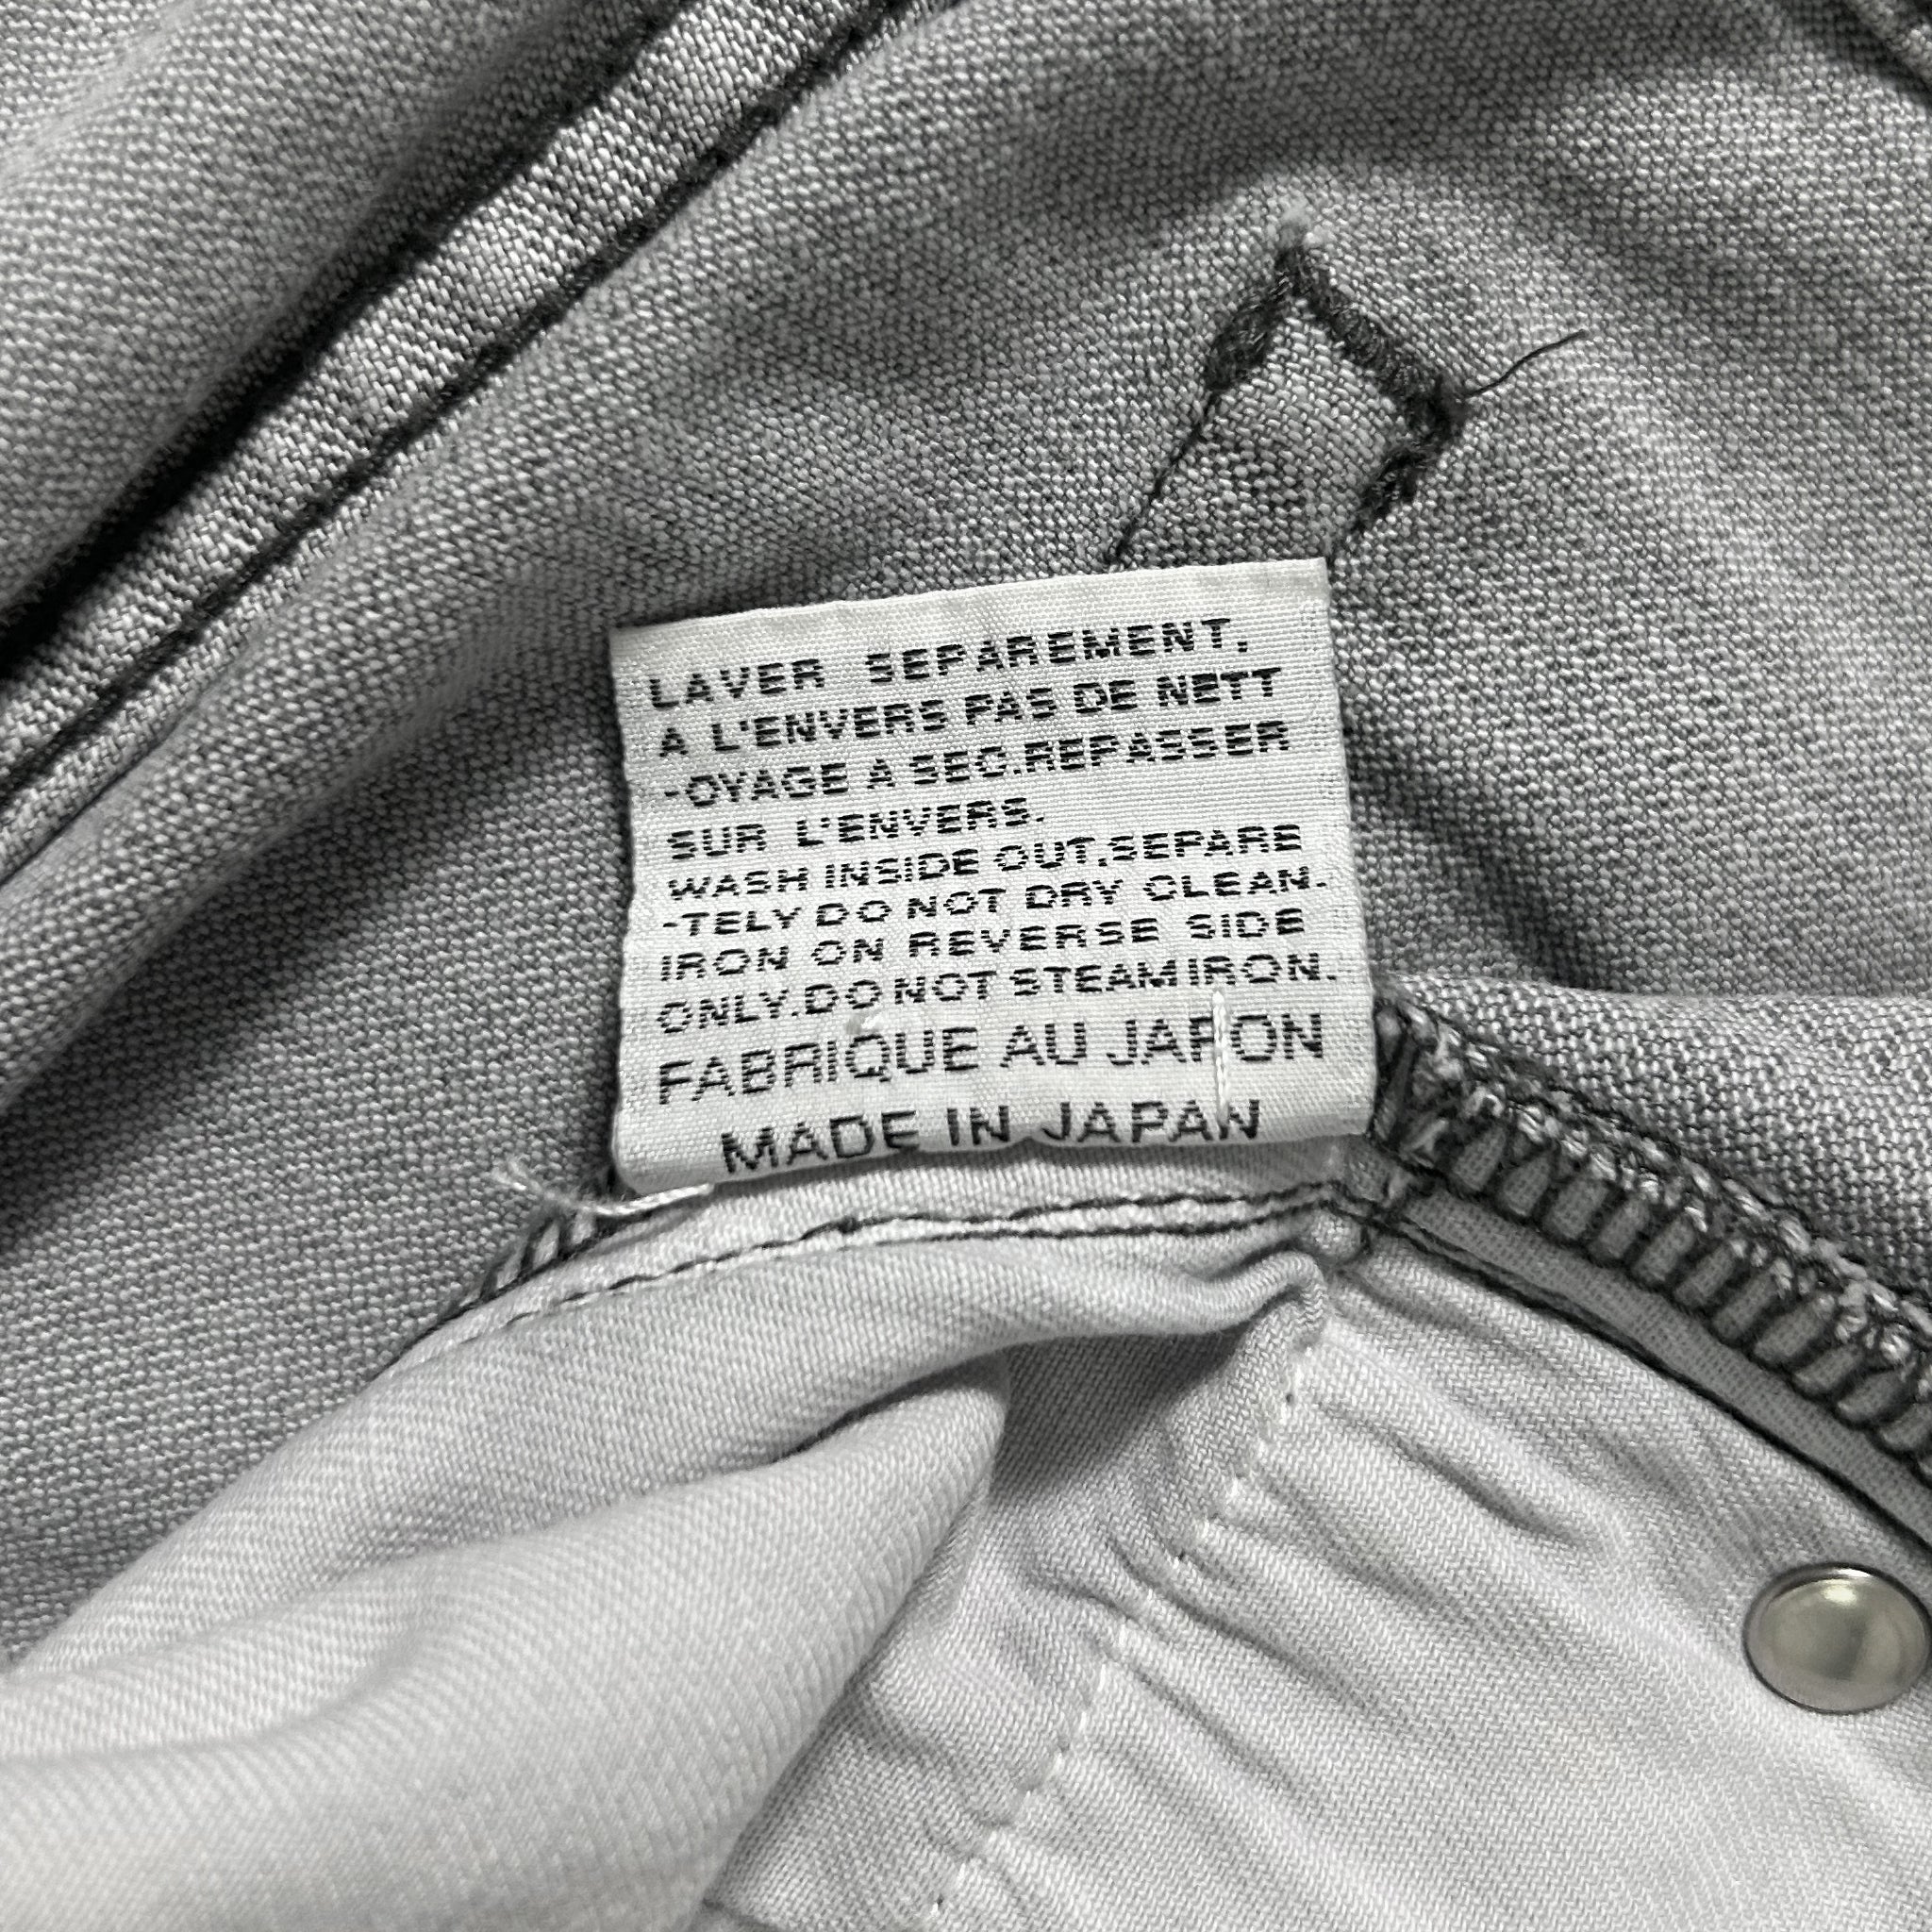 LAVER SEPAREMENT,
A L'ENVERS PAS DE NETT
-OYAGE A SEC.REPASSER
SUR L'ENVERS.
WASH INSIDE OUT,SEPARE
-TELY DO NOT DRY CLEAN.
IRON ON REVERSE SIDE
ONLY.DO NOT STEAM IRON.
FABRIQUE AU JAPON
MADE IN JAPAN